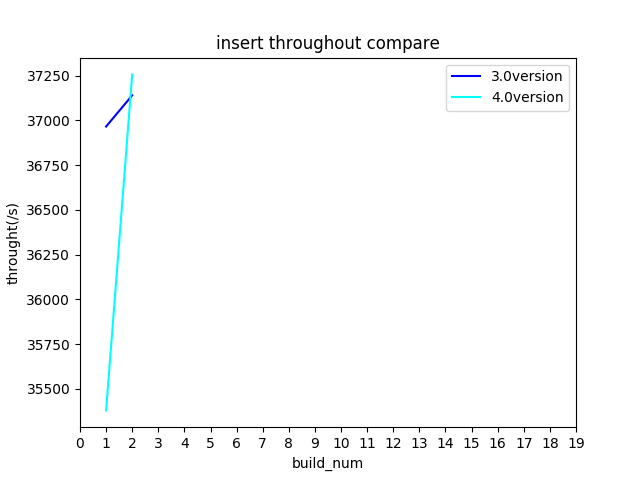 insert throughout compare
3.0version
4.0version
throught(/s)
37250
37000
36750
36500
36250
36000
35750
35500
0 1 2 3 4 5 6 7 8 9 10 11 12 13 14 15 16 17 18 19
build_num